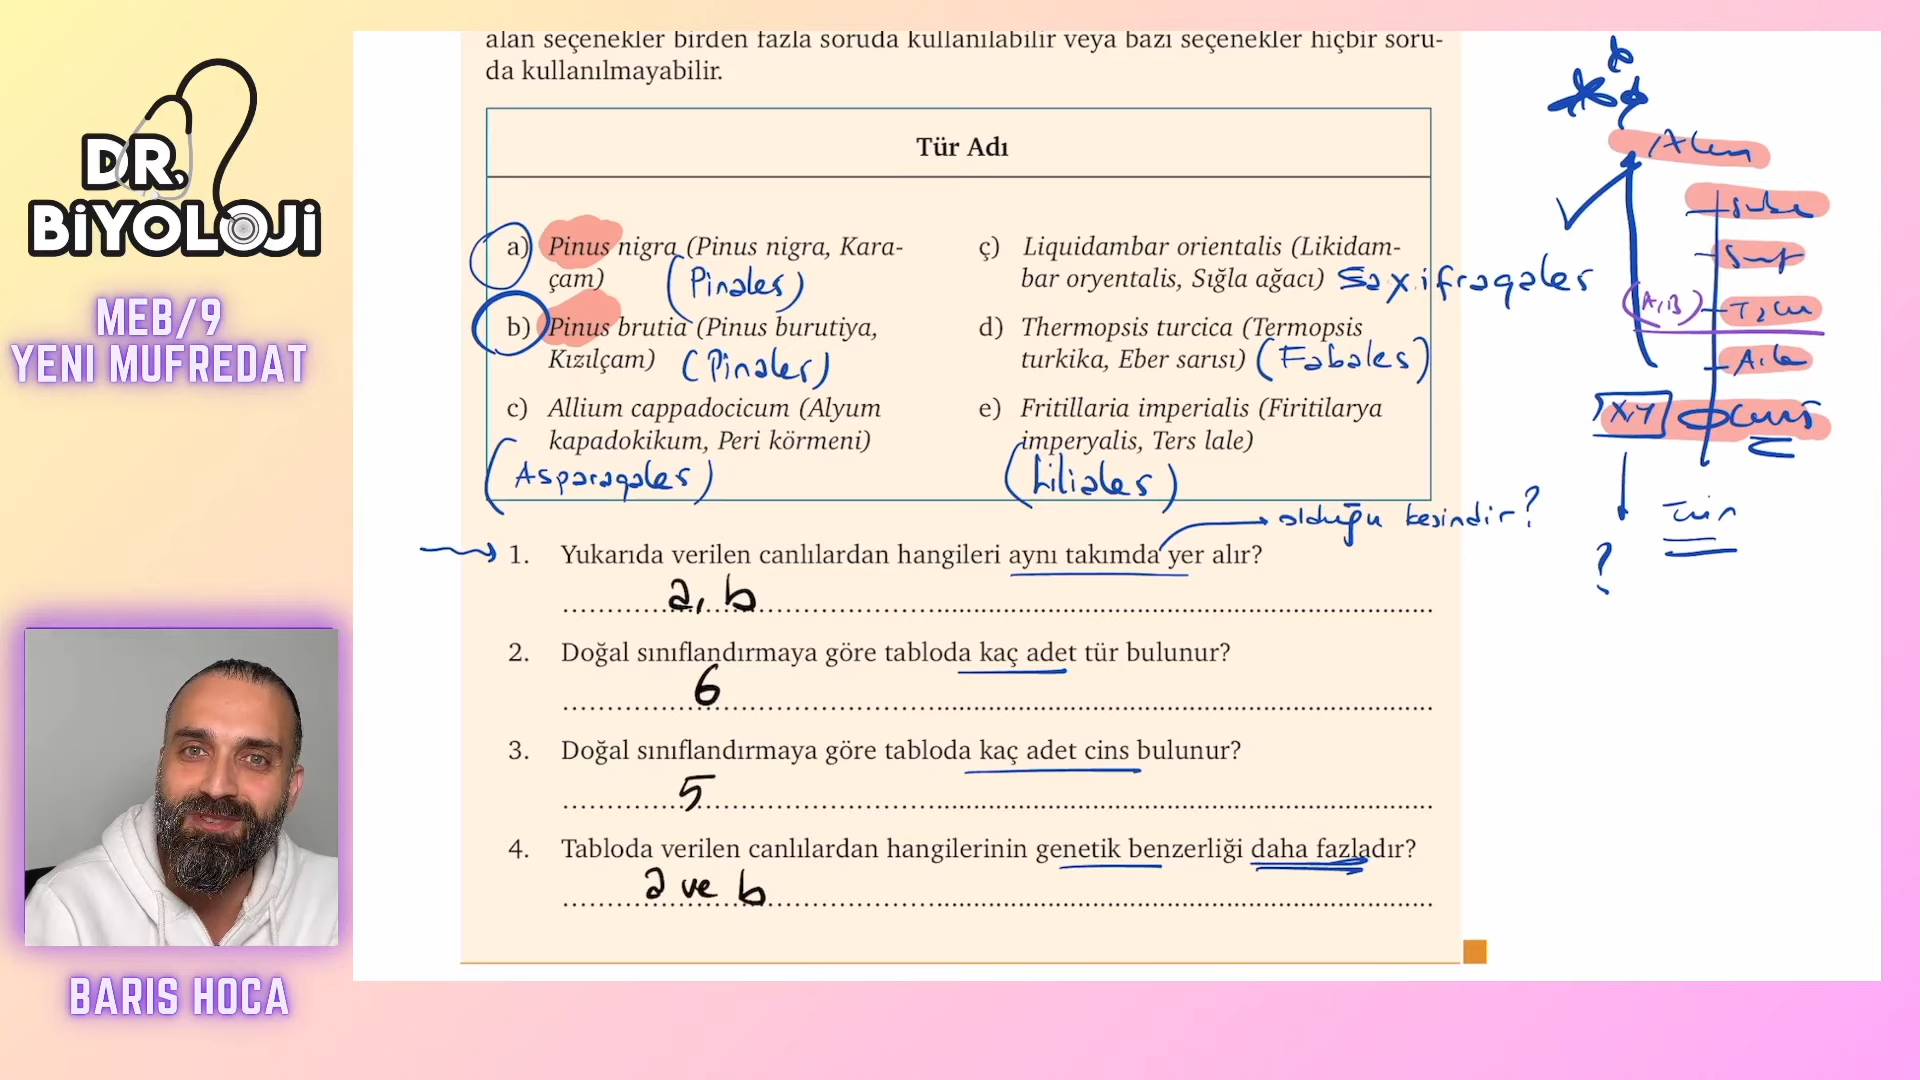 DR.
BİYOLOJİ
MEB/9
YENİ MUFREDAT
BARIS HOCA
alan seçenekler birden fazla soruda kullanılabilir veya bazı seçenekler hiçbir soru-
da kullanılmayabilir.
Tür Adı
a) Pinus nigra (Pinus nigra, Kara-
çam) (Pinales)
b) Pinus brutia (Pinus burutiya,
Kızılçam) (Pinales)
c) Allium cappadocicum (Alyum
kapadokikum, Peri körmeni)
(Asparagales)
ç) Liquidambar orientalis (Likidam-
bar oryentalis, Sığla ağacı) Saxifragales
d) Thermopsis turcica (Termopsis
turkika, Eber sarısı) (Fabales)
e) Fritillaria imperialis (Firitilarya
imperyalis, Ters lale)
(Liliales)
olduğu kesindir?
1. Yukarıda verilen canlılardan hangileri aynı takımda yer alır?
a, b
2. Doğal sınıflandırmaya göre tabloda kaç adet tür bulunur?
6
3. Doğal sınıflandırmaya göre tabloda kaç adet cins bulunur?
5
4. Tabloda verilen canlılardan hangilerinin genetik benzerliği daha fazladır?
a ve b
Alem
Şube
Sınıf
(A,B) Takım
Aile
X,Y Cins
Tür
?